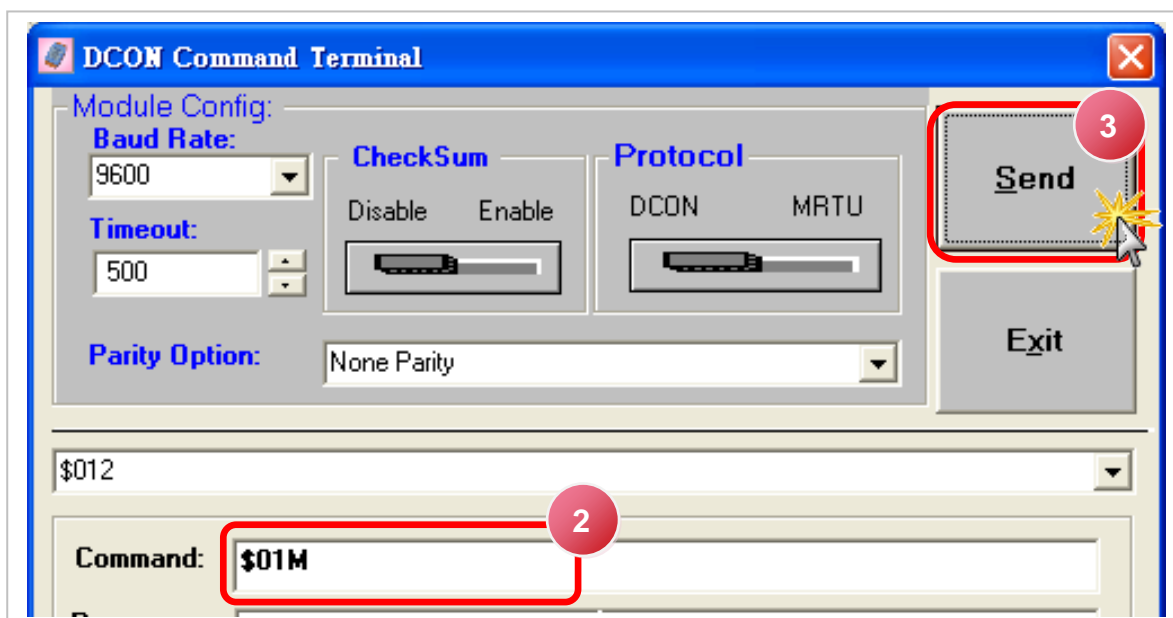 DCON Command Terminal
Module Config:
Baud Rate:
9600
CheckSum
Disable Enable
Protocol
DCON MRTU
Timeout:
500
Parity Option:
None Parity
3
Send
Exit
$012
2
Command:
$01M